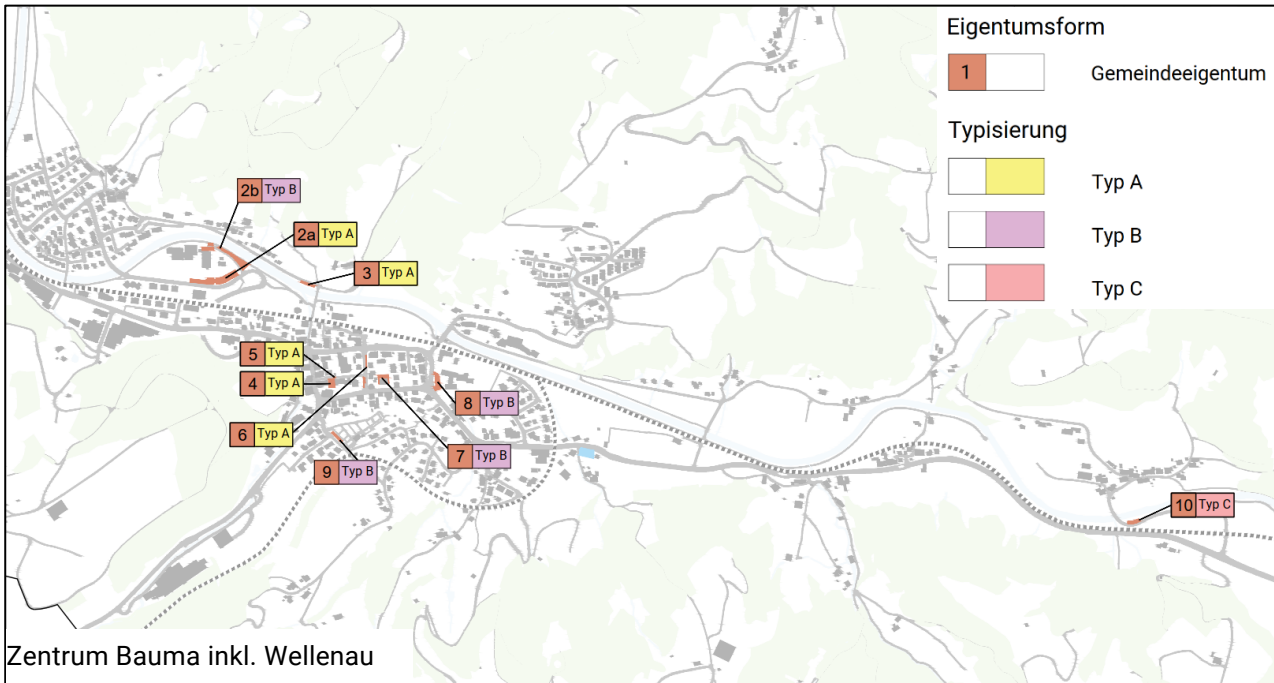 Eigentumsform
1 Gemeindeeigentum
Typisierung
Typ A
Typ B
Typ C
2b Typ B
2a Typ A
3 Typ A
5 Typ A
4 Typ A
8 Typ B
6 Typ A
7 Typ B
9 Typ B
10 Typ C
Zentrum Bauma inkl. Wellenau